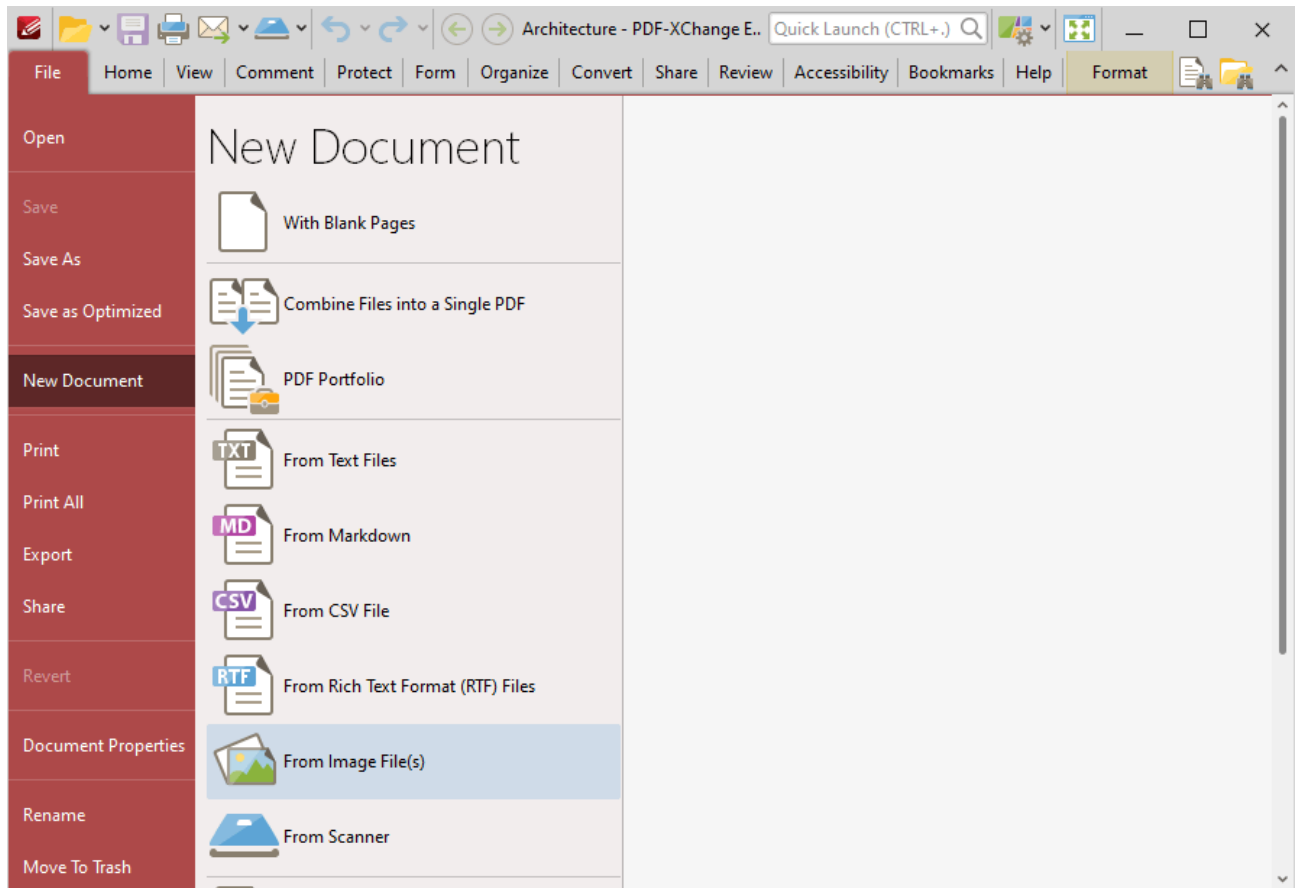 Architecture - PDF-XChange E.. Quick Launch (CTRL+.)
File Home View Comment Protect Form Organize Convert Share Review Accessibility Bookmarks Help Format
Open
Save
Save As
Save as Optimized
New Document
Print
Print All
Export
Share
Revert
Document Properties
Rename
Move To Trash
New Document
With Blank Pages
Combine Files into a Single PDF
PDF Portfolio
TXT From Text Files
MD From Markdown
CSV From CSV File
RTF From Rich Text Format (RTF) Files
From Image File(s)
From Scanner